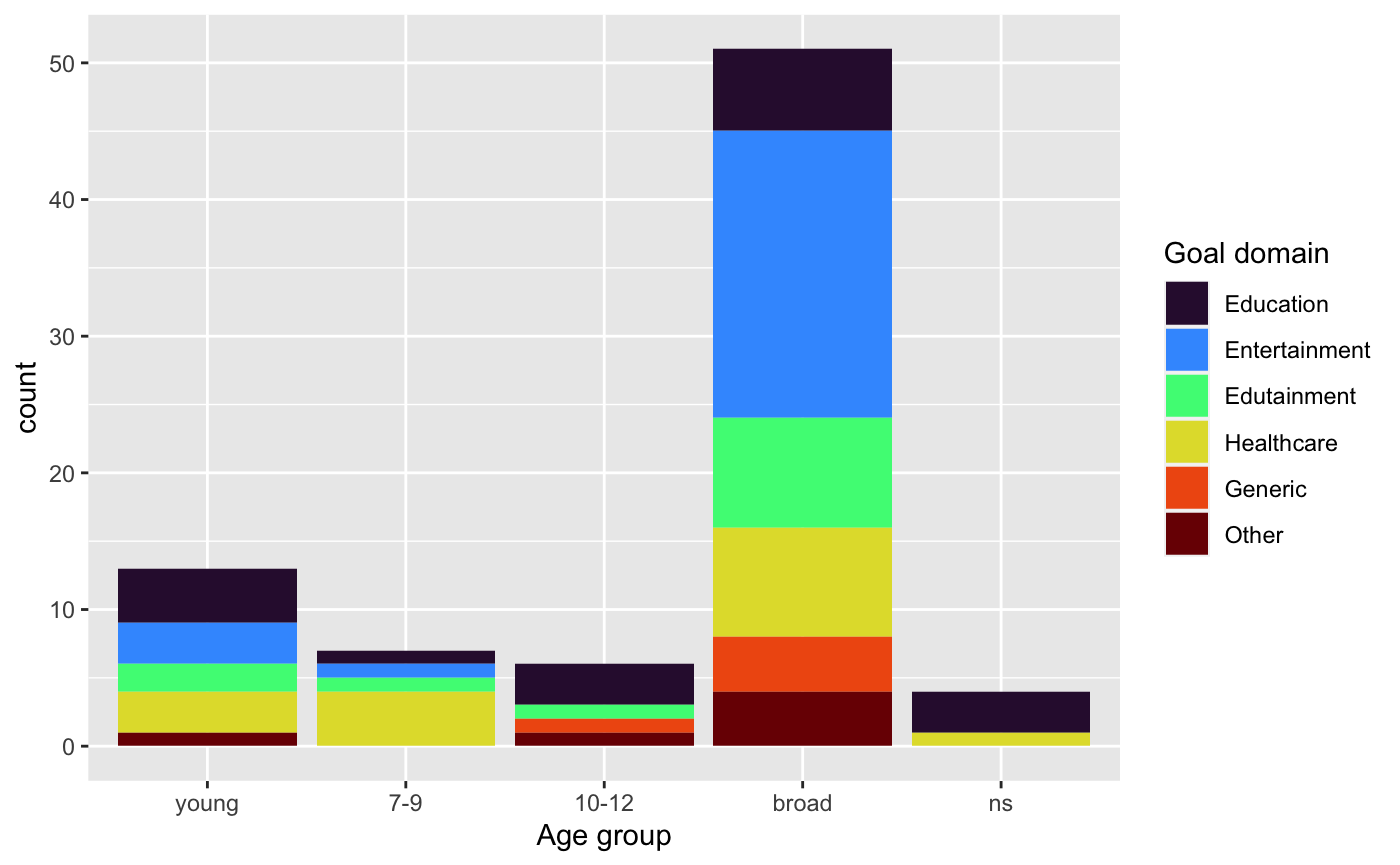 50
40
30
20
10
0
count
young
7-9
10-12
broad
ns
Age group
Goal domain
Education
Entertainment
Edutainment
Healthcare
Generic
Other